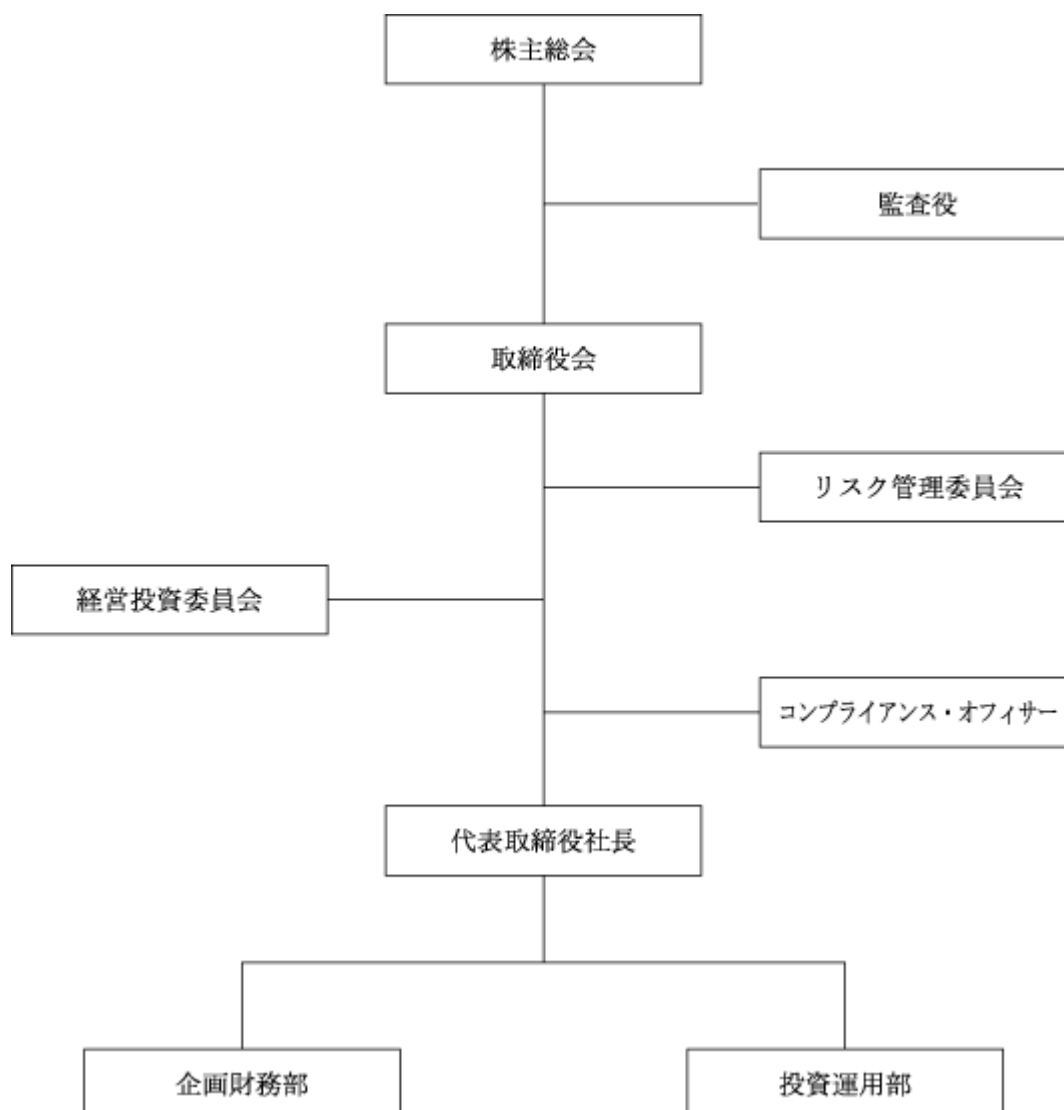 株主総会
監査役
取締役会
リスク管理委員会
経営投資委員会
コンプライアンス・オフィサー
代表取締役社長
企画財務部
投資運用部